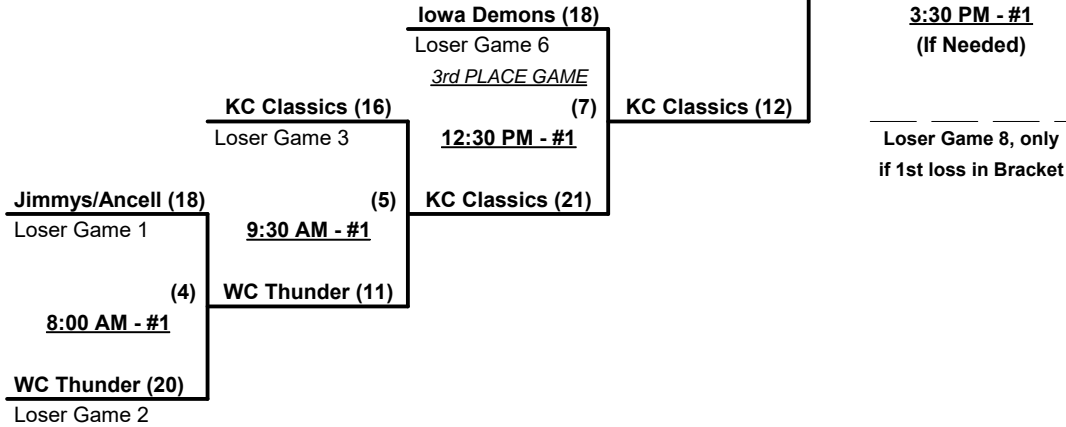 Iowa Demons (18)
3:30 PM - #1
Loser Game 6
(If Needed)
3rd PLACE GAME
KC Classics (16)
(7)
KC Classics (12)
Loser Game 3
12:30 PM - #1
Loser Game 8, only
if 1st loss in Bracket
Jimmys/Ancell (18)
(5)
KC Classics (21)
Loser Game 1
9:30 AM - #1
(4)
WC Thunder (11)
8:00 AM - #1
WC Thunder (20)
Loser Game 2